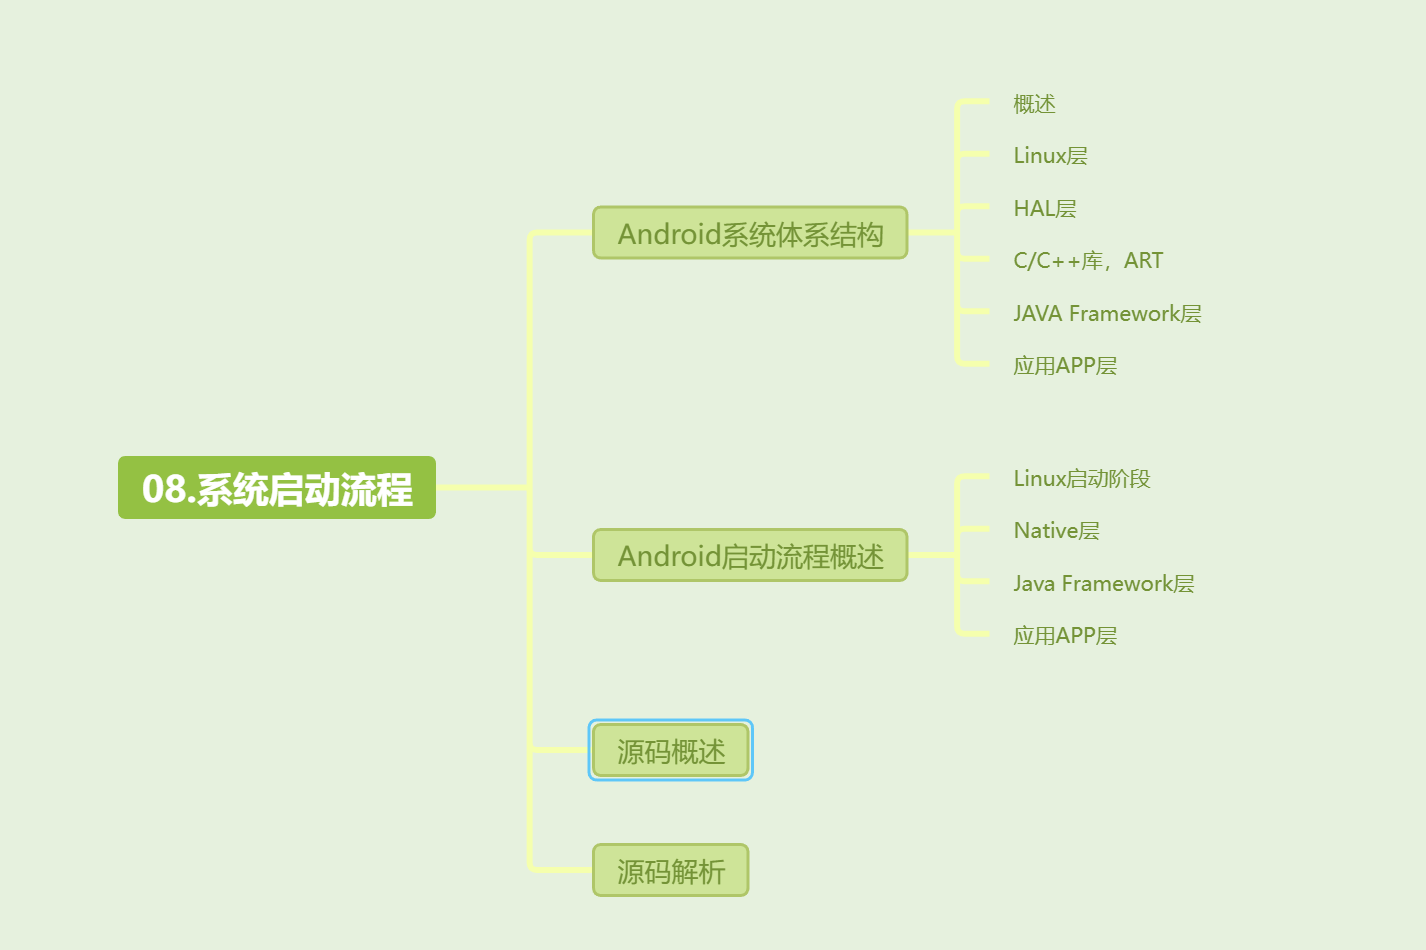 08.系统启动流程
Android系统体系结构
概述
Linux层
HAL层
C/C++库，ART
JAVA Framework层
应用APP层
Android启动流程概述
Linux启动阶段
Native层
Java Framework层
应用APP层
源码概述
源码解析